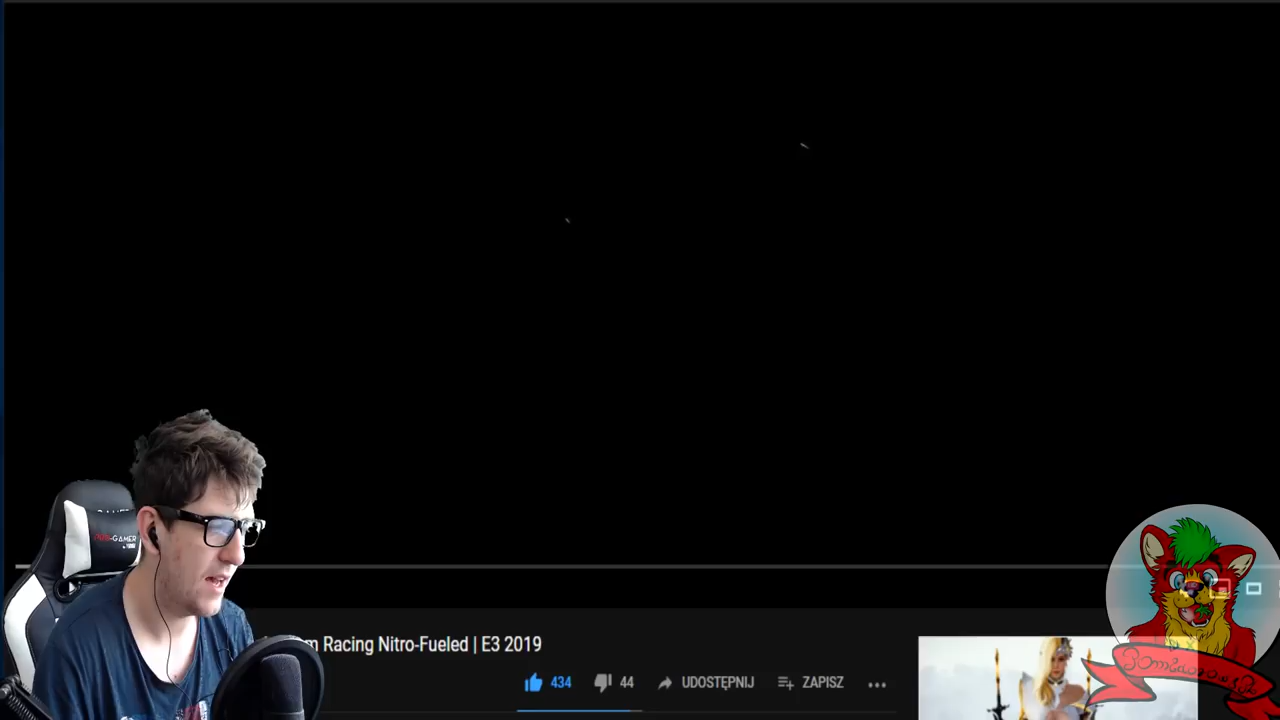 m Racing Nitro-Fueled | E3 2019
434
44
UDOSTĘPNIJ
ZAPISZ